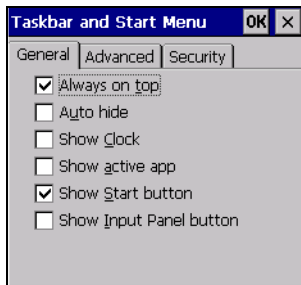 Taskbar and Start Menu OK ×
General Advanced Security
Always on top
Auto hide
Show Clock
Show active app
Show Start button
Show Input Panel button